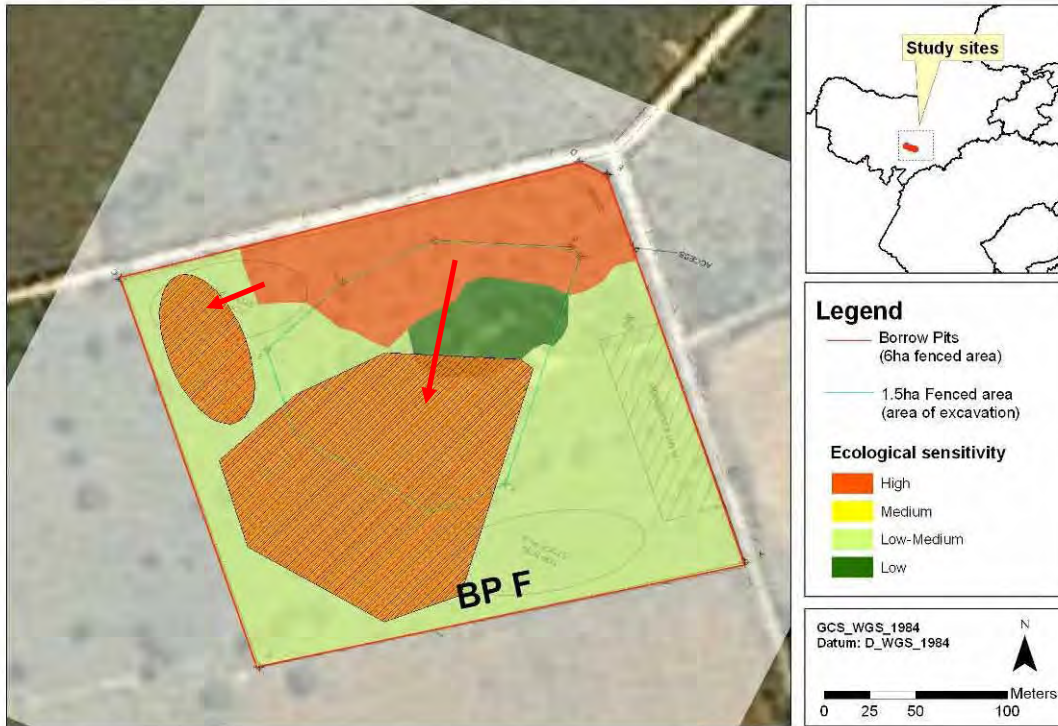 BP F
ACCESS
Study sites
Legend
Borrow Pits
(6ha fenced area)
1.5ha Fenced area
(area of excavation)
Ecological sensitivity
High
Medium
Low-Medium
Low
GCS_WGS_1984
Datum: D_WGS_1984
N
Meters
0 25 50 100